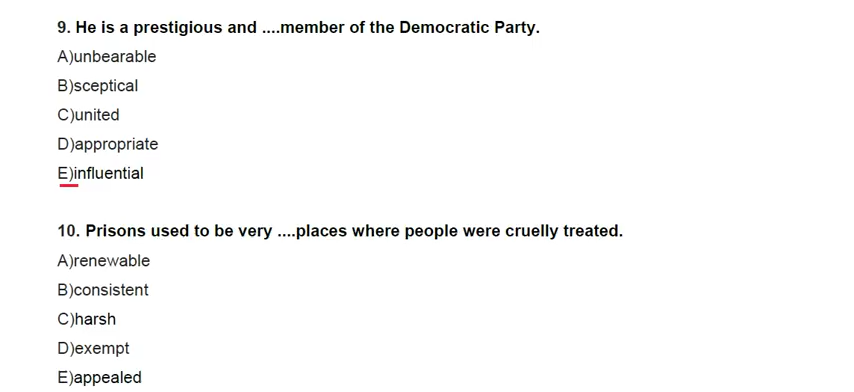 9. He is a prestigious and ....member of the Democratic Party.
A)unbearable
B)sceptical
C)united
D)appropriate
E)influential
10. Prisons used to be very ....places where people were cruelly treated.
A)renewable
B)consistent
C)harsh
D)exempt
E)appealed